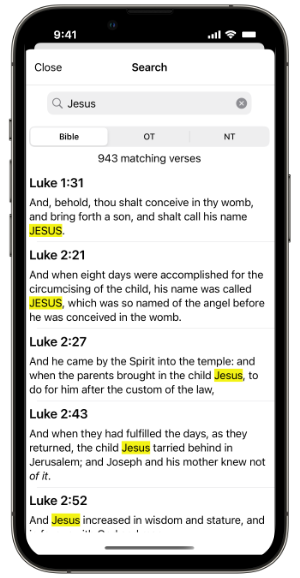 9:41
Close Search
Jesus
Bible OT NT
943 matching verses
Luke 1:31
And, behold, thou shalt conceive in thy womb,
and bring forth a son, and shalt call his name
JESUS.
Luke 2:21
And when eight days were accomplished for the
circumcising of the child, his name was called
JESUS, which was so named of the angel before
he was conceived in the womb.
Luke 2:27
And he came by the Spirit into the temple: and
when the parents brought in the child Jesus, to
do for him after the custom of the law,
Luke 2:43
And when they had fulfilled the days, as they
returned, the child Jesus tarried behind in
Jerusalem; and Joseph and his mother knew not
of it.
Luke 2:52
And Jesus increased in wisdom and stature, and